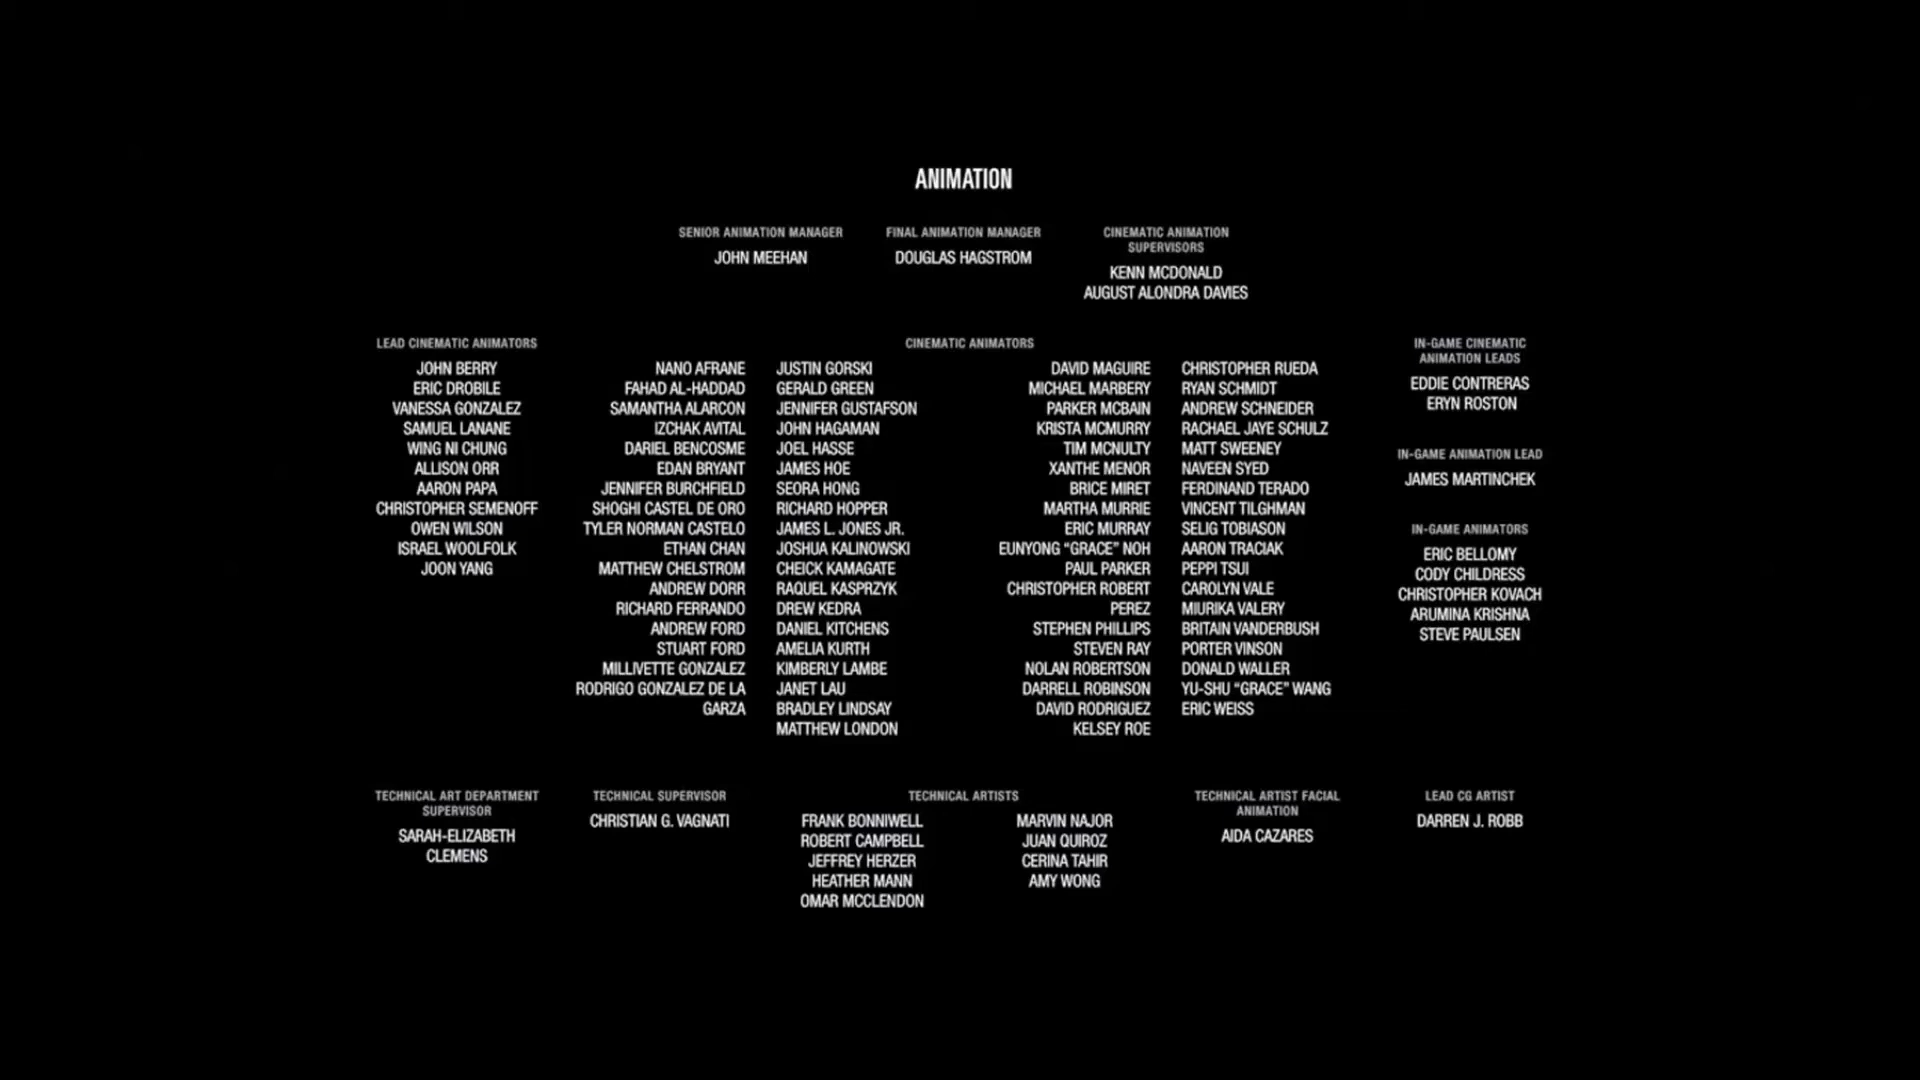 ANIMATION
SENIOR ANIMATION MANAGER
JOHN MEEHAN
FINAL ANIMATION MANAGER
DOUGLAS HAGSTROM
CINEMATIC ANIMATION
SUPERVISORS
KENN MCDONALD
AUGUST ALONDRA DAVIES
LEAD CINEMATIC ANIMATORS
JOHN BERRY
ERIC DROBILE
VANESSA GONZALEZ
SAMUEL LANANE
WING NI CHUNG
ALLISON ORR
AARON PAPA
CHRISTOPHER SEMENOFF
OWEN WILSON
ISRAEL WOOLFOLK
JOON YANG
CINEMATIC ANIMATORS
NANO AFRANE
FAHAD AL-HADDAD
SAMANTHA ALARCON
IZCHAK AVITAL
DARIEL BENCOSME
EDAN BRYANT
JENNIFER BURCHFIELD
SHOGHI CASTEL DE ORO
TYLER NORMAN CASTELO
ETHAN CHAN
MATTHEW CHELSTROM
ANDREW DORR
RICHARD FERRANDO
ANDREW FORD
STUART FORD
MILLIVETTE GONZALEZ
RODRIGO GONZALEZ DE LA
GARZA
JUSTIN GORSKI
GERALD GREEN
JENNIFER GUSTAFSON
JOHN HAGAMAN
JOEL HASSE
JAMES HOE
SEORA HONG
RICHARD HOPPER
JAMES L. JONES JR.
JOSHUA KALINOWSKI
CHEICK KAMAGATE
RAQUEL KASPRZYK
DREW KEDRA
DANIEL KITCHENS
AMELIA KURTH
KIMBERLY LAMBE
JANET LAU
BRADLEY LINDSAY
MATTHEW LONDON
DAVID MAGUIRE
MICHAEL MARBERY
PARKER MCBAIN
KRISTA MCMURRY
TIM MCNULTY
XANTHE MENOR
BRICE MIRET
MARTHA MURRIE
ERIC MURRAY
EUNYONG “GRACE” NOH
PAUL PARKER
CHRISTOPHER ROBERT
PEREZ
STEPHEN PHILLIPS
STEVEN RAY
NOLAN ROBERTSON
DARRELL ROBINSON
DAVID RODRIGUEZ
KELSEY ROE
CHRISTOPHER RUEDA
RYAN SCHMIDT
ANDREW SCHNEIDER
RACHAEL JAYE SCHULZ
MATT SWEENEY
NAVEEN SYED
FERDINAND TERADO
VINCENT TILGHMAN
SELIG TOBIASON
AARON TRACIAK
PEPPI TSUI
CAROLYN VALE
MIURIKA VALERY
BRITAIN VANDERBUSH
PORTER VINSON
DONALD WALLER
YU-SHU “GRACE” WANG
ERIC WEISS
IN-GAME CINEMATIC
ANIMATION LEADS
EDDIE CONTRERAS
ERYN ROSTON
IN-GAME ANIMATION LEAD
JAMES MARTINCHEK
IN-GAME ANIMATORS
ERIC BELLOMY
CODY CHILDRESS
CHRISTOPHER KOVACH
ARUMINA KRISHNA
STEVE PAULSEN
TECHNICAL ART DEPARTMENT
SUPERVISOR
SARAH-ELIZABETH
CLEMENS
TECHNICAL SUPERVISOR
CHRISTIAN G. VAGNATI
TECHNICAL ARTISTS
FRANK BONNIWELL
ROBERT CAMPBELL
JEFFREY HERZER
HEATHER MANN
OMAR MCCLENDON
MARVIN NAJOR
JUAN QUIROZ
CERINA TAHIR
AMY WONG
TECHNICAL ARTIST FACIAL
ANIMATION
AIDA CAZARES
LEAD CG ARTIST
DARREN J. ROBB